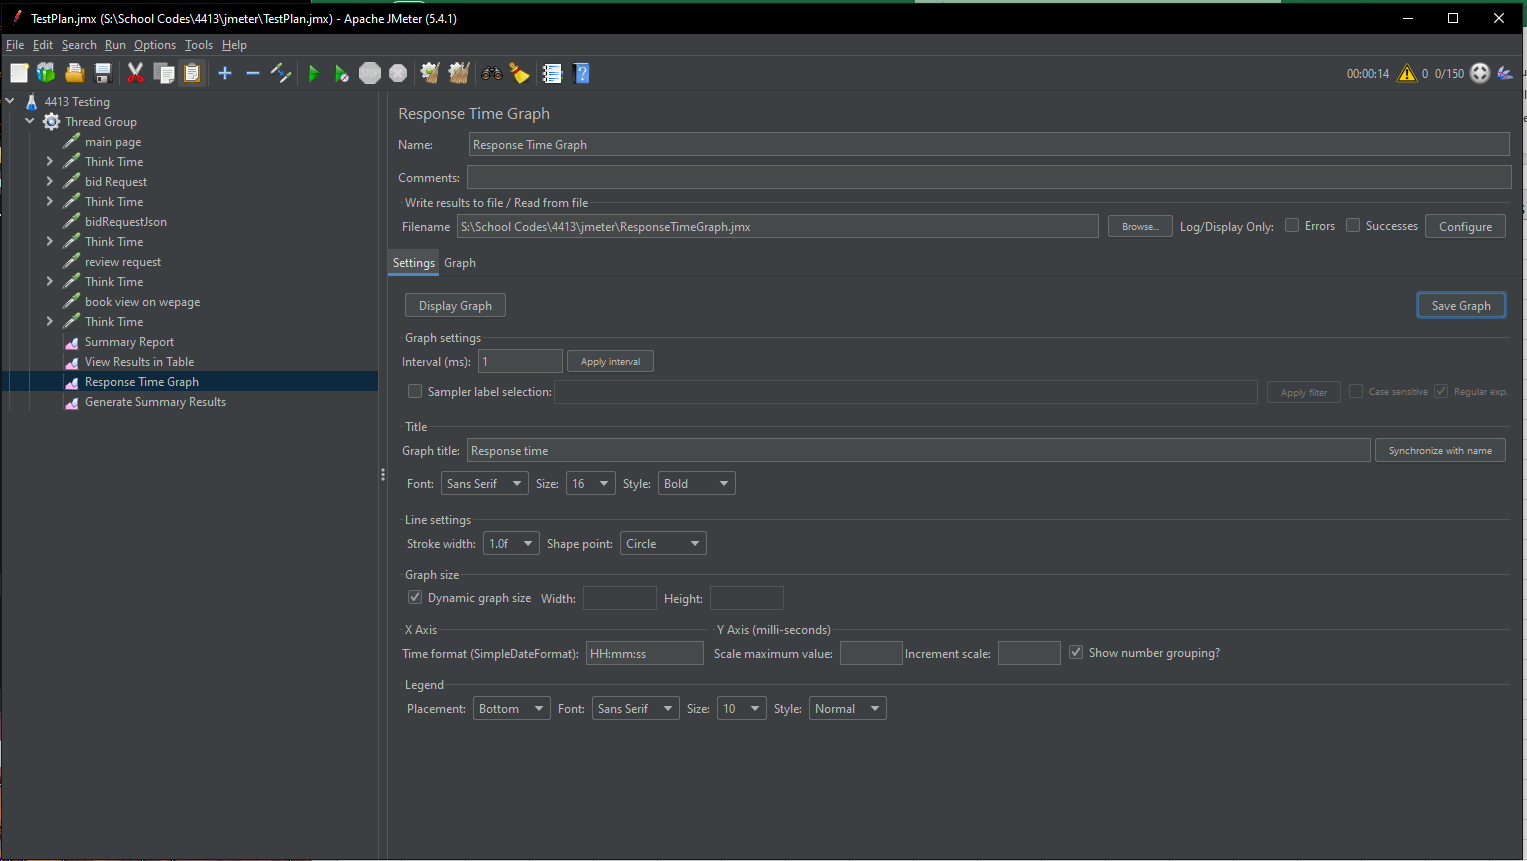 TestPlan.jmx (S:\School Codes\4413\jmeter\TestPlan.jmx) - Apache JMeter (5.4.1)
File Edit Search Run Options Tools Help
STOP ? 00:00:14 0 0/150
4413 Testing
Thread Group
main page
Think Time
bid Request
Think Time
bidRequestJson
Think Time
review request
Think Time
book view on wepage
Think Time
Summary Report
View Results in Table
Response Time Graph
Generate Summary Results
Response Time Graph
Name: Response Time Graph
Comments:
Write results to file / Read from file
Filename S:\School Codes\4413\jmeter\ResponseTimeGraph.jmx Browse... Log/Display Only: Errors Successes Configure
Settings Graph
Display Graph Save Graph
Graph settings
Interval (ms): 1 Apply interval
Sampler label selection: Apply filter Case sensitive Regular exp.
Title
Graph title: Response time Synchronize with name
Font: Sans Serif Size: 16 Style: Bold
Line settings
Stroke width: 1.0f Shape point: Circle
Graph size
Dynamic graph size Width: Height:
X Axis Y Axis (milli-seconds)
Time format (SimpleDateFormat): HH:mm:ss Scale maximum value: Increment scale: Show number grouping?
Legend
Placement: Bottom Font: Sans Serif Size: 10 Style: Normal